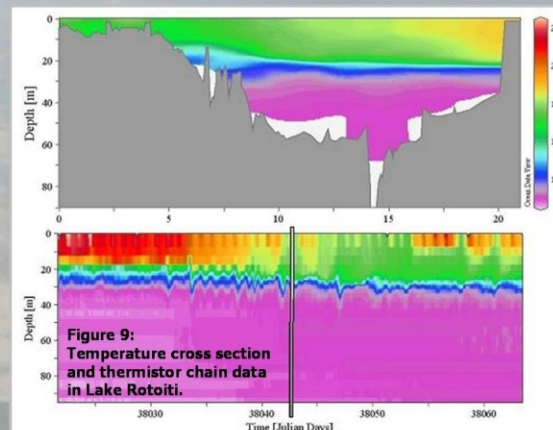 0
20
40
60
80
Depth [m]
0
5
10
15
20
Ocean Data View
0
20
40
60
80
Depth [m]
Figure 9:
Temperature cross section
and thermistor chain data
in Lake Rotoiti.
38030
38040
38050
38060
Time [Julian Days]